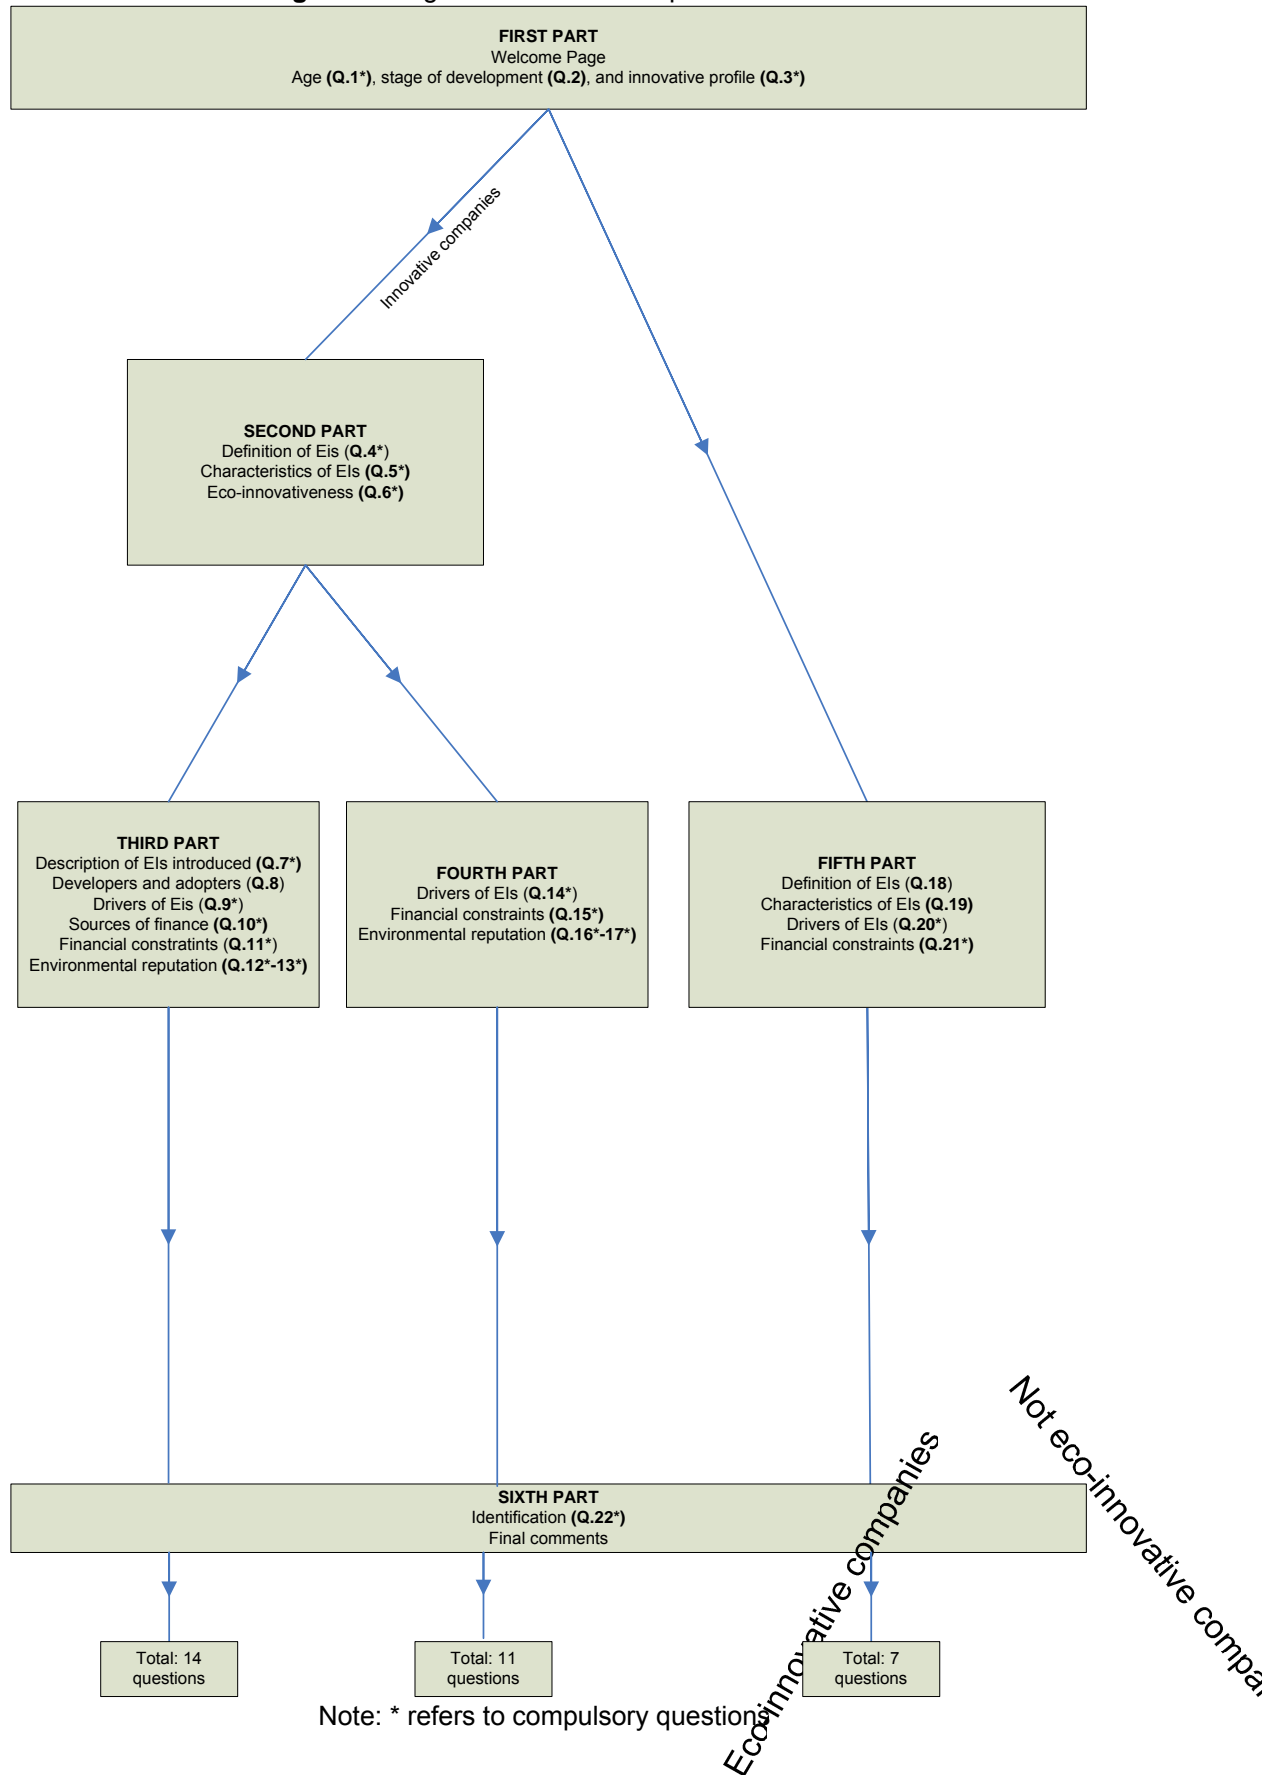 FIRST PART
Welcome Page
Age (Q.1*), stage of development (Q.2), and innovative profile (Q.3*)
Innovative companies
SECOND PART
Definition of Eis (Q.4*)
Characteristics of EIs (Q.5*)
Eco-innovativeness (Q.6*)
THIRD PART
Description of EIs introduced (Q.7*)
Developers and adopters (Q.8)
Drivers of Eis (Q.9*)
Sources of finance (Q.10*)
Financial constratints (Q.11*)
Environmental reputation (Q.12*-13*)
FOURTH PART
Drivers of EIs (Q.14*)
Financial constraints (Q.15*)
Environmental reputation (Q.16*-17*)
FIFTH PART
Definition of EIs (Q.18)
Characteristics of EIs (Q.19)
Drivers of EIs (Q.20*)
Financial constraints (Q.21*)
SIXTH PART
Identification (Q.22*)
Final comments
Eco-innovative companies
Not eco-innovative compa
Total: 14
questions
Total: 11
questions
Total: 7
questions
Note: * refers to compulsory questions